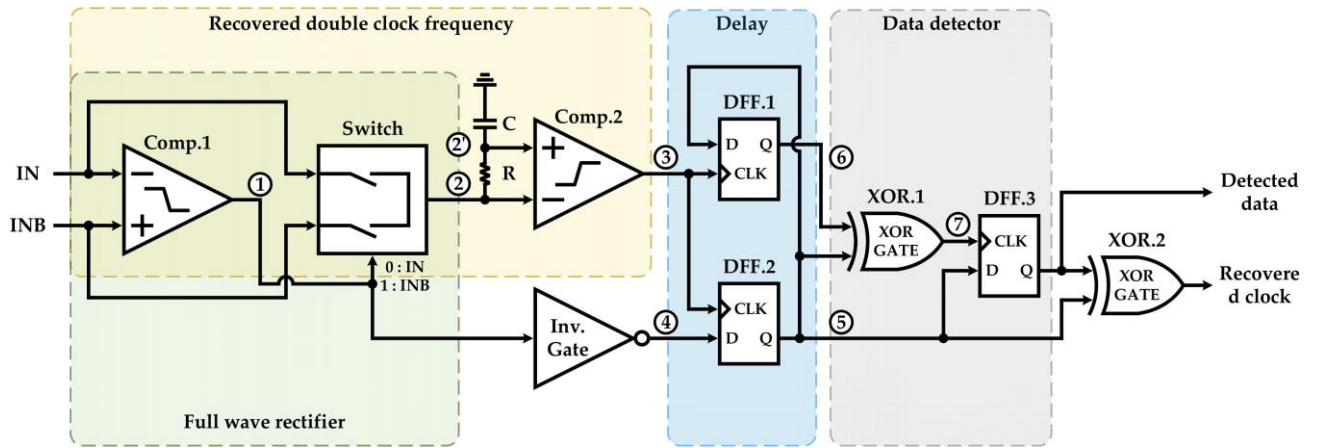 Recovered double clock frequency
Delay
Data detector
DFF.1
D Q
CLK
Comp.1
Switch
C
2'
R
2
Comp.2
3
6
IN
INB
1
0 : IN
1 : INB
XOR.1
XOR
GATE
7
DFF.3
CLK
D Q
Detected
data
XOR.2
XOR
GATE
Recovere
d clock
DFF.2
CLK
D Q
Inv.
Gate
4
5
Full wave rectifier